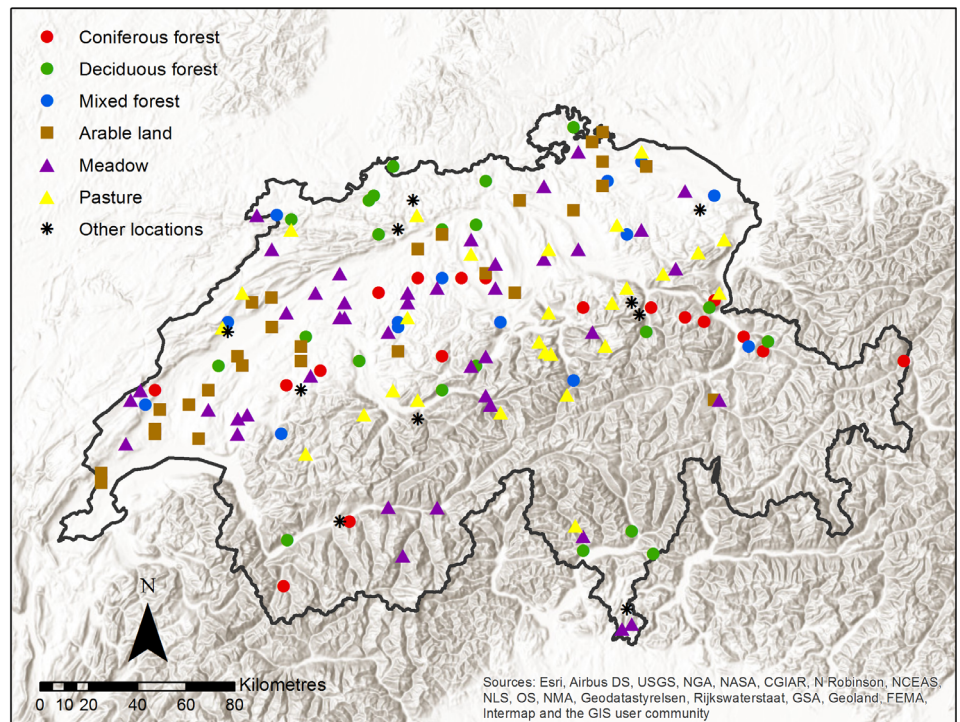 Coniferous forest
Deciduous forest
Mixed forest
Arable land
Meadow
Pasture
Other locations
N
Kilometres
0 10 20 40 60 80
Sources: Esri, Airbus DS, USGS, NGA, NASA, CGIAR, N Robinson, NCEAS,
NLS, OS, NMA, Geodatastyrelsen, Rijkswaterstaat, GSA, Geoland, FEMA,
Intermap and the GIS user community